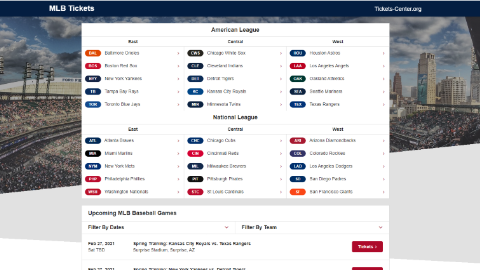 MLB Tickets Tickets-Center.org
American League
East Central West
BAL Baltimore Orioles › CWS Chicago White Sox › HOU Houston Astros ›
BOS Boston Red Sox › CLE Cleveland Indians › LAA Los Angeles Angels ›
NYY New York Yankees › DET Detroit Tigers › OAK Oakland Athletics ›
TB Tampa Bay Rays › KC Kansas City Royals › SEA Seattle Mariners ›
TOR Toronto Blue Jays › MIN Minnesota Twins › TEX Texas Rangers ›
National League
East Central West
ATL Atlanta Braves › CHC Chicago Cubs › ARI Arizona Diamondbacks ›
MIA Miami Marlins › CIN Cincinnati Reds › COL Colorado Rockies ›
NYM New York Mets › MIL Milwaukee Brewers › LAD Los Angeles Dodgers ›
PHI Philadelphia Phillies › PIT Pittsburgh Pirates › SD San Diego Padres ›
WSH Washington Nationals › STL St Louis Cardinals › SF San Francisco Giants ›
Upcoming MLB Baseball Games
Filter By Dates Filter By Team
Feb 27, 2021 Spring Training: Kansas City Royals vs. Texas Rangers
Sat TBD Surprise Stadium, Surprise, AZ Tickets ›
Feb 27, 2021 Spring Training: New York Yankees vs. Detroit Tigers